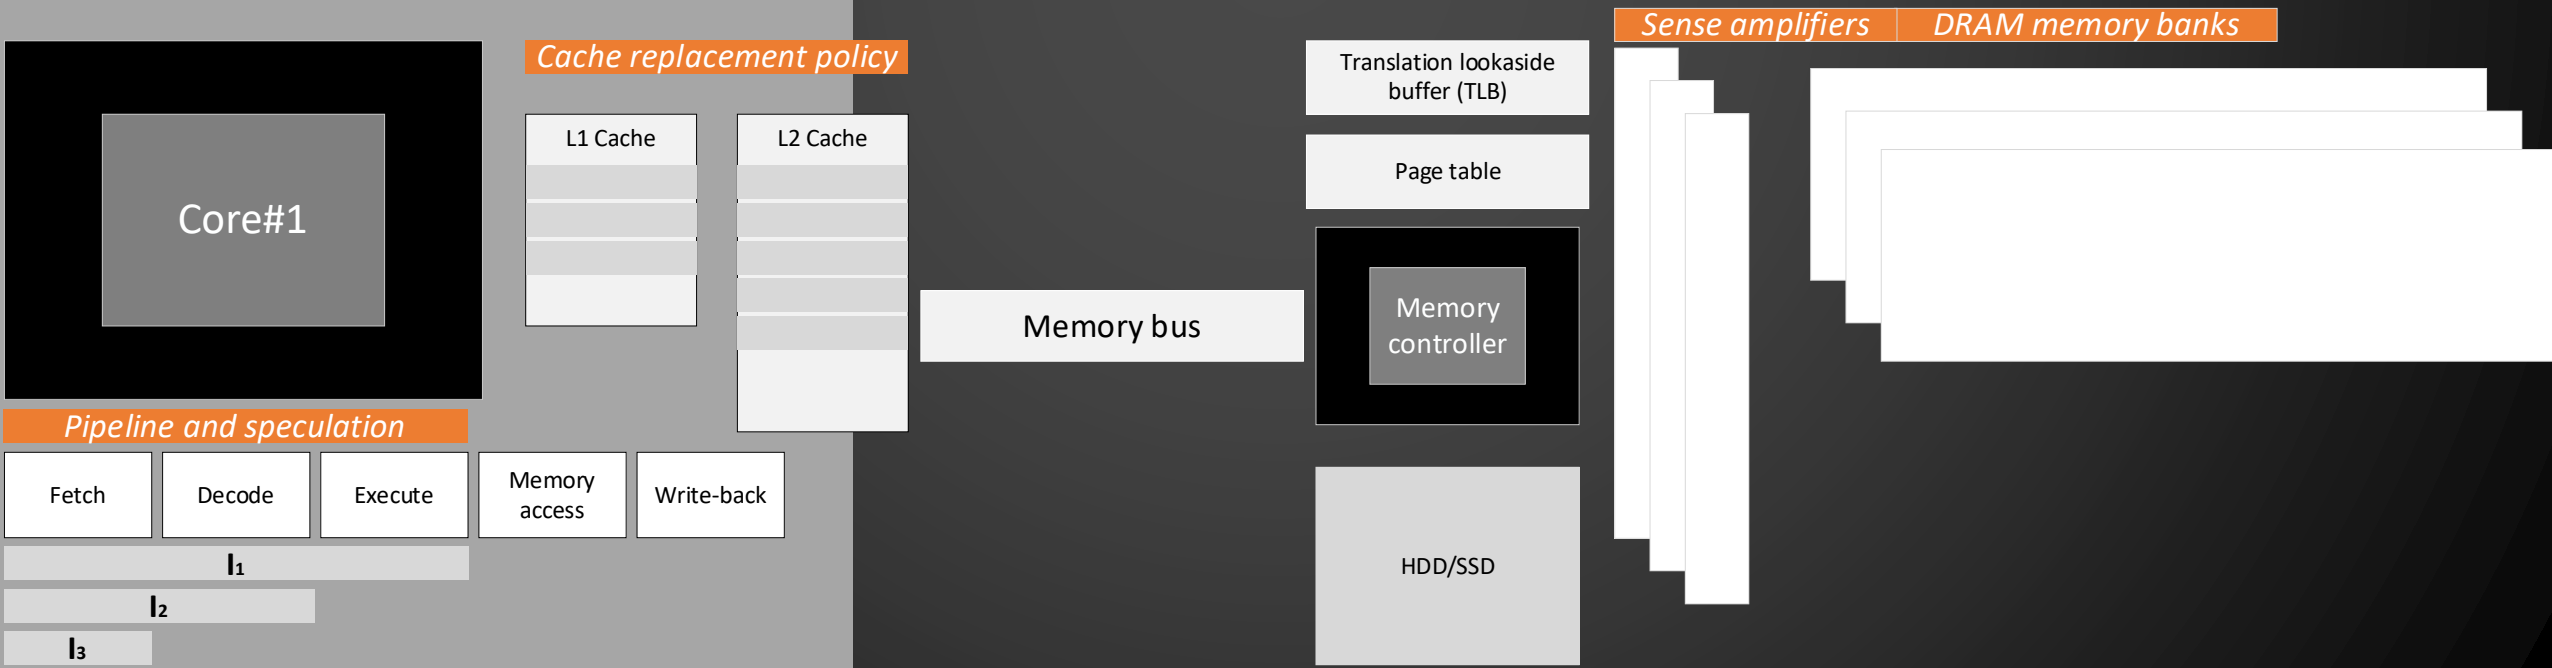 Core#1
Cache replacement policy
L1 Cache
L2 Cache
Pipeline and speculation
Fetch
Decode
Execute
Memory
access
Write-back
I₁
I₂
I₃
Memory bus
Translation lookaside
buffer (TLB)
Page table
Memory
controller
HDD/SSD
Sense amplifiers
DRAM memory banks